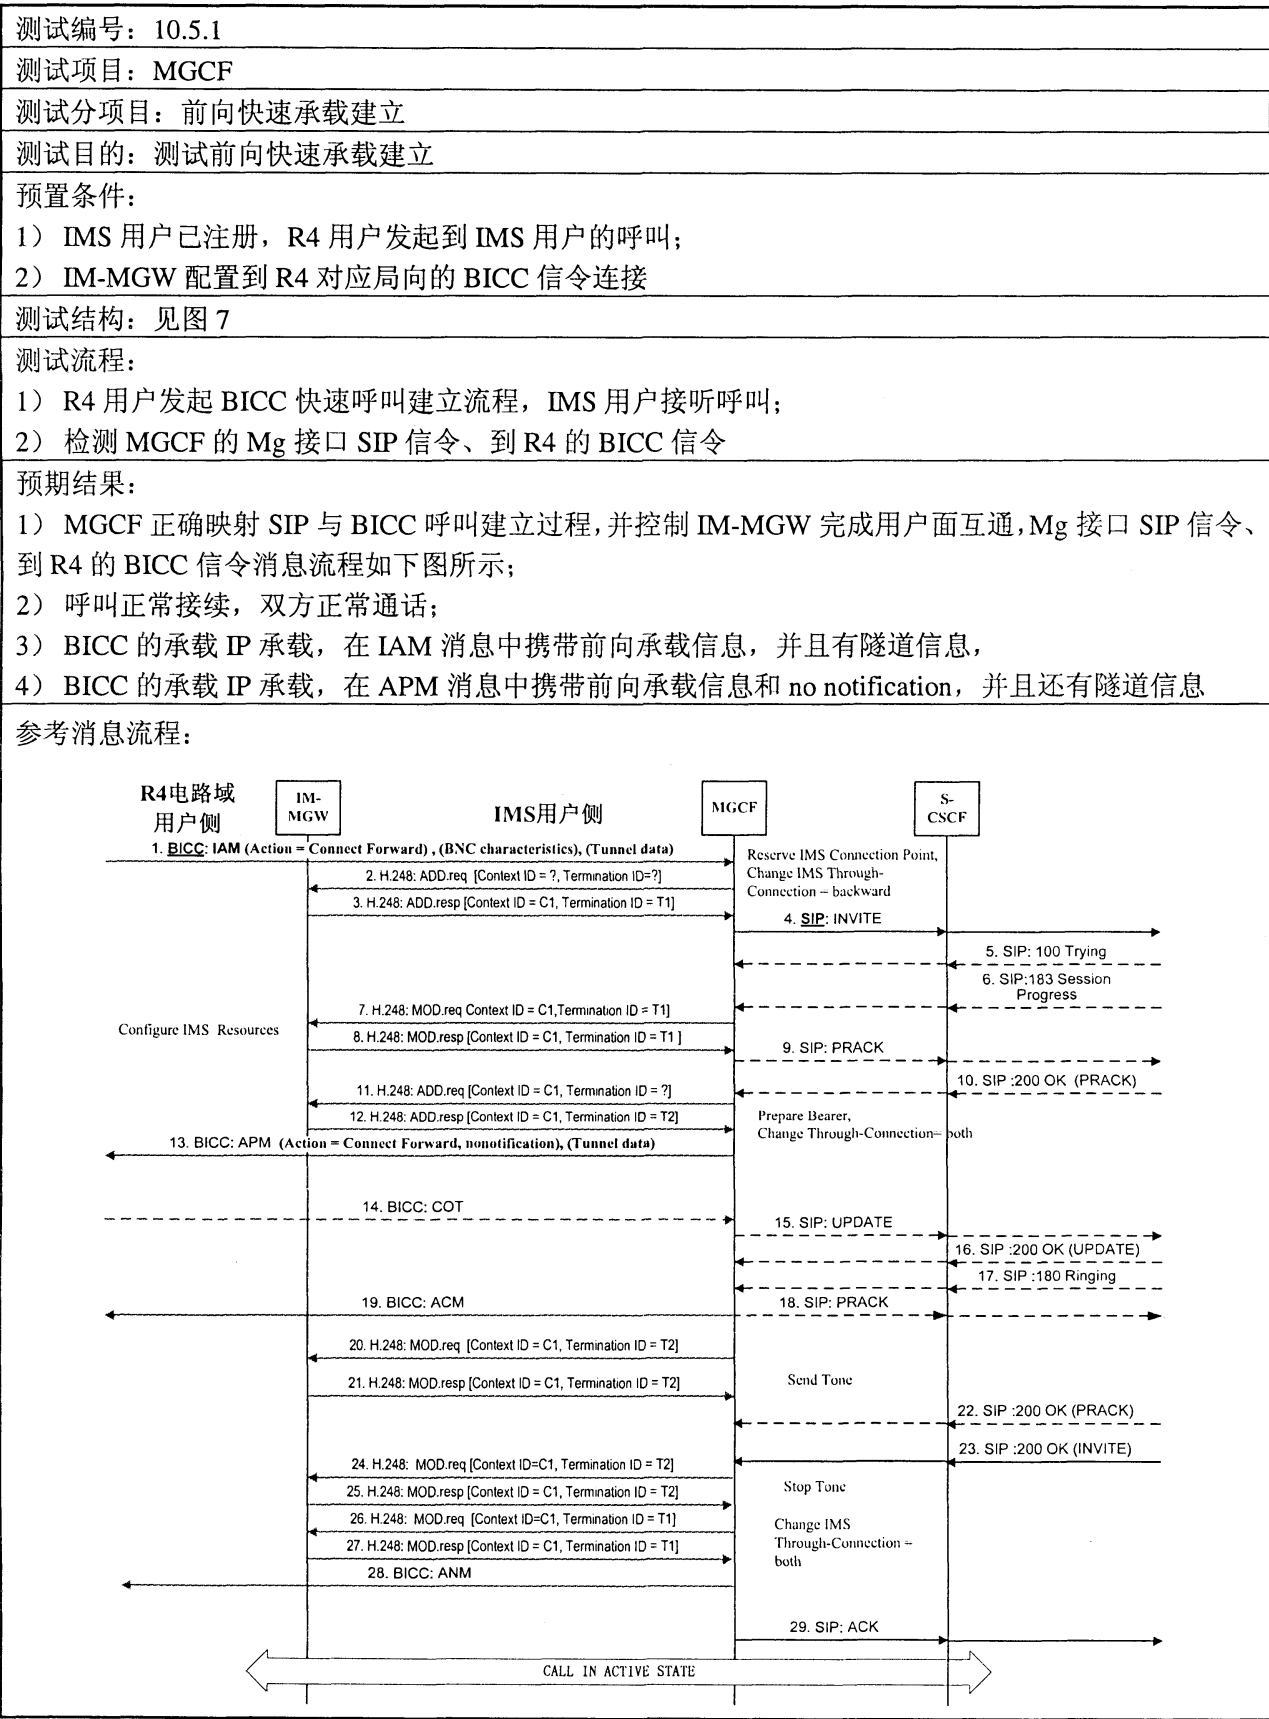 测试编号：10.5.1
测试项目：MGCF
测试分项目：前向快速承载建立
测试目的：测试前向快速承载建立
预置条件：
1） IMS 用户已注册，R4 用户发起到 IMS 用户的呼叫；
2） IM-MGW 配置到 R4 对应局向的 BICC 信令连接
测试结构：见图 7
测试流程：
1） R4 用户发起 BICC 快速呼叫建立流程，IMS 用户接听呼叫；
2） 检测 MGCF 的 Mg 接口 SIP 信令、到 R4 的 BICC 信令
预期结果：
1） MGCF 正确映射 SIP 与 BICC 呼叫建立过程，并控制 IM-MGW 完成用户面互通，Mg 接口 SIP 信令、
到 R4 的 BICC 信令消息流程如下图所示；
2） 呼叫正常接续，双方正常通话；
3） BICC 的承载 IP 承载，在 IAM 消息中携带前向承载信息，并且有隧道信息，
4） BICC 的承载 IP 承载，在 APM 消息中携带前向承载信息和 no notification，并且还有隧道信息
参考消息流程：
R4电路域
用户侧
IM-
MGW
IMS用户侧
MGCF
S-
CSCF
1. BICC: IAM (Action = Connect Forward) , (BNC characteristics), (Tunnel data)
Reserve IMS Connection Point,
Change IMS Through-
Connection = backward
2. H.248: ADD.req [Context ID = ?, Termination ID=?]
3. H.248: ADD.resp [Context ID = C1, Termination ID = T1]
4. SIP: INVITE
5. SIP: 100 Trying
6. SIP:183 Session
Progress
7. H.248: MOD.req Context ID = C1,Termination ID = T1]
Configure IMS Resources
8. H.248: MOD.resp [Context ID = C1, Termination ID = T1 ]
9. SIP: PRACK
10. SIP :200 OK (PRACK)
11. H.248: ADD.req [Context ID = C1, Termination ID = ?]
12. H.248: ADD.resp [Context ID = C1, Termination ID = T2]
Prepare Bearer,
Change Through-Connection= both
13. BICC: APM (Action = Connect Forward, nonotification), (Tunnel data)
14. BICC: COT
15. SIP: UPDATE
16. SIP :200 OK (UPDATE)
17. SIP :180 Ringing
19. BICC: ACM
18. SIP: PRACK
20. H.248: MOD.req [Context ID = C1, Termination ID = T2]
21. H.248: MOD.resp [Context ID = C1, Termination ID = T2]
Send Tone
22. SIP :200 OK (PRACK)
23. SIP :200 OK (INVITE)
24. H.248: MOD.req [Context ID=C1, Termination ID = T2]
25. H.248: MOD.resp [Context ID = C1, Termination ID = T2]
Stop Tone
26. H.248: MOD.req [Context ID=C1, Termination ID = T1]
27. H.248: MOD.resp [Context ID = C1, Termination ID = T1]
Change IMS
Through-Connection =
both
28. BICC: ANM
29. SIP: ACK
CALL IN ACTIVE STATE